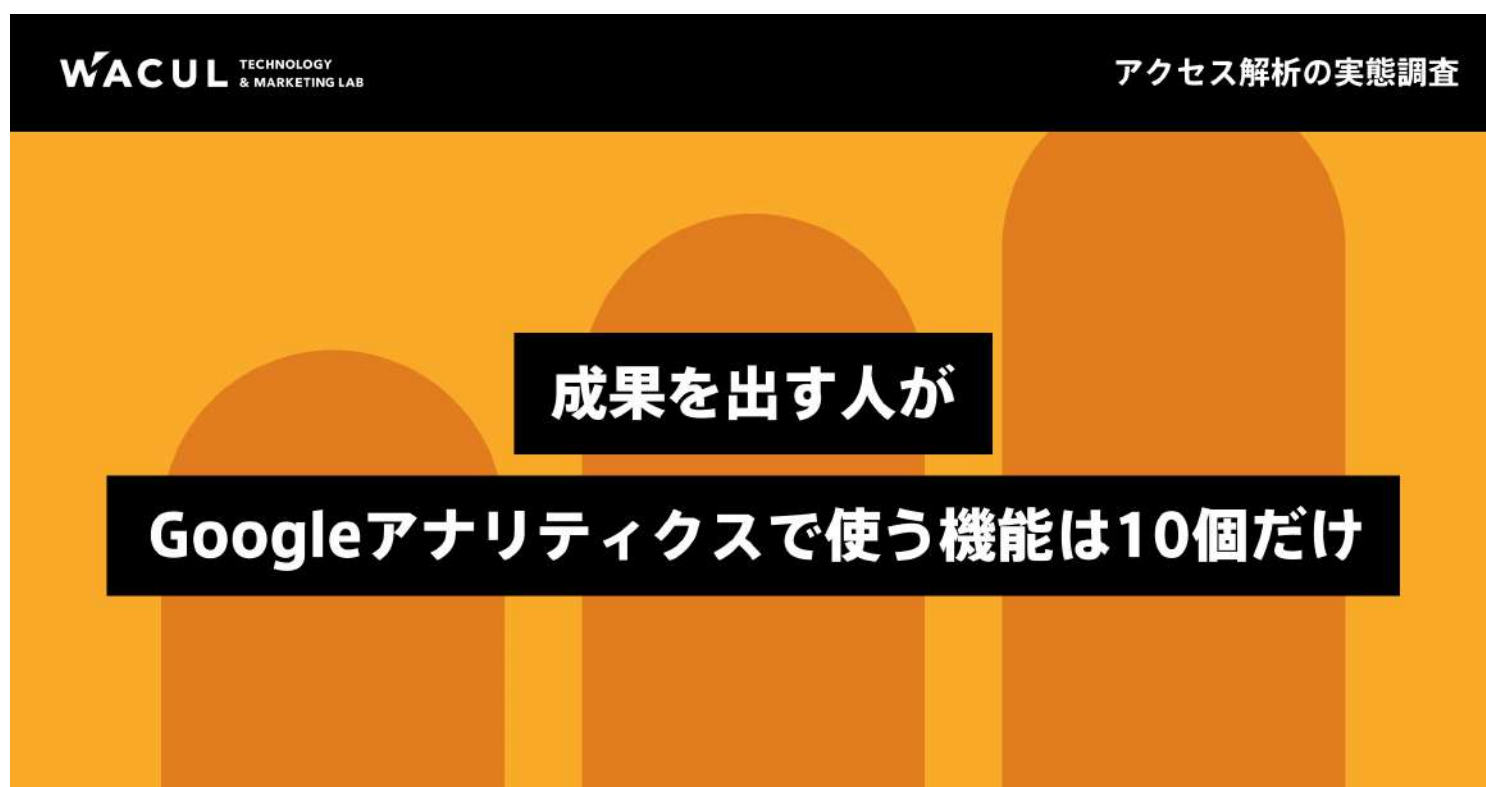 WACUL TECHNOLOGY
& MARKETING LAB
アクセス解析の実態調査
成果を出す人が
Googleアナリティクスで使う機能は10個だけ